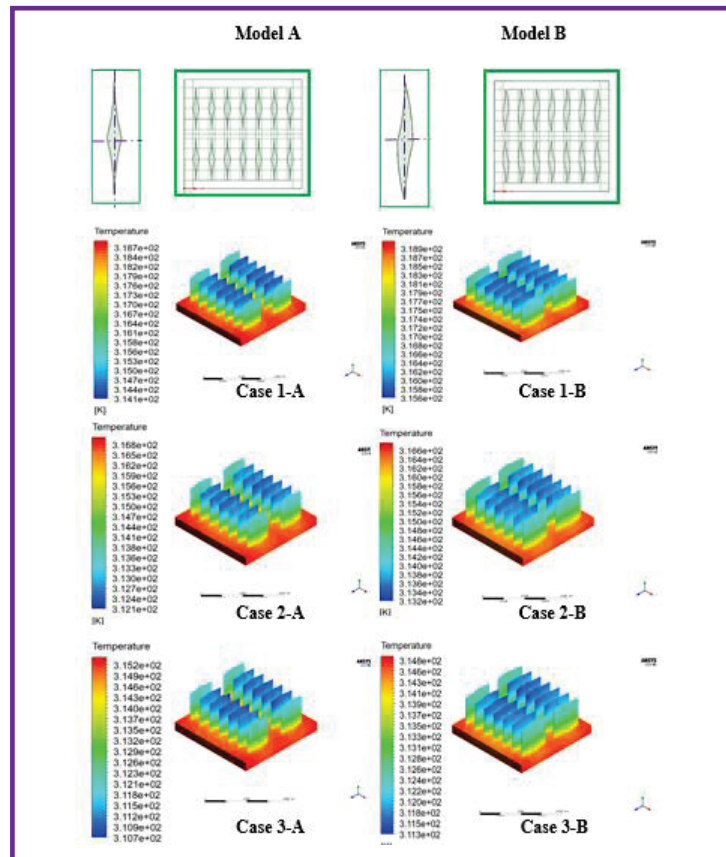 Model A
Model B
Temperature
3.187e+02
3.184e+02
3.182e+02
3.179e+02
3.176e+02
3.173e+02
3.170e+02
3.167e+02
3.164e+02
3.161e+02
3.158e+02
3.156e+02
3.153e+02
3.150e+02
3.147e+02
3.144e+02
3.141e+02
[K]
ANSYS
Case 1-A
Temperature
3.189e+02
3.187e+02
3.185e+02
3.183e+02
3.181e+02
3.179e+02
3.177e+02
3.175e+02
3.174e+02
3.172e+02
3.170e+02
3.168e+02
3.166e+02
3.164e+02
3.162e+02
3.160e+02
3.158e+02
3.156e+02
[K]
ANSYS
Case 1-B
Temperature
3.168e+02
3.165e+02
3.162e+02
3.159e+02
3.156e+02
3.153e+02
3.150e+02
3.147e+02
3.144e+02
3.141e+02
3.138e+02
3.136e+02
3.133e+02
3.130e+02
3.127e+02
3.124e+02
3.121e+02
[K]
ANSYS
Case 2-A
Temperature
3.166e+02
3.164e+02
3.162e+02
3.160e+02
3.158e+02
3.156e+02
3.154e+02
3.152e+02
3.150e+02
3.148e+02
3.146e+02
3.144e+02
3.142e+02
3.140e+02
3.138e+02
3.136e+02
3.134e+02
3.132e+02
[K]
ANSYS
Case 2-B
Temperature
3.152e+02
3.149e+02
3.146e+02
3.143e+02
3.140e+02
3.137e+02
3.135e+02
3.132e+02
3.129e+02
3.126e+02
3.123e+02
3.121e+02
3.118e+02
3.115e+02
3.112e+02
3.109e+02
3.107e+02
ANSYS
Case 3-A
Temperature
3.148e+02
3.146e+02
3.143e+02
3.141e+02
3.139e+02
3.137e+02
3.135e+02
3.133e+02
3.131e+02
3.128e+02
3.126e+02
3.124e+02
3.122e+02
3.120e+02
3.118e+02
3.115e+02
3.113e+02
ANSYS
Case 3-B